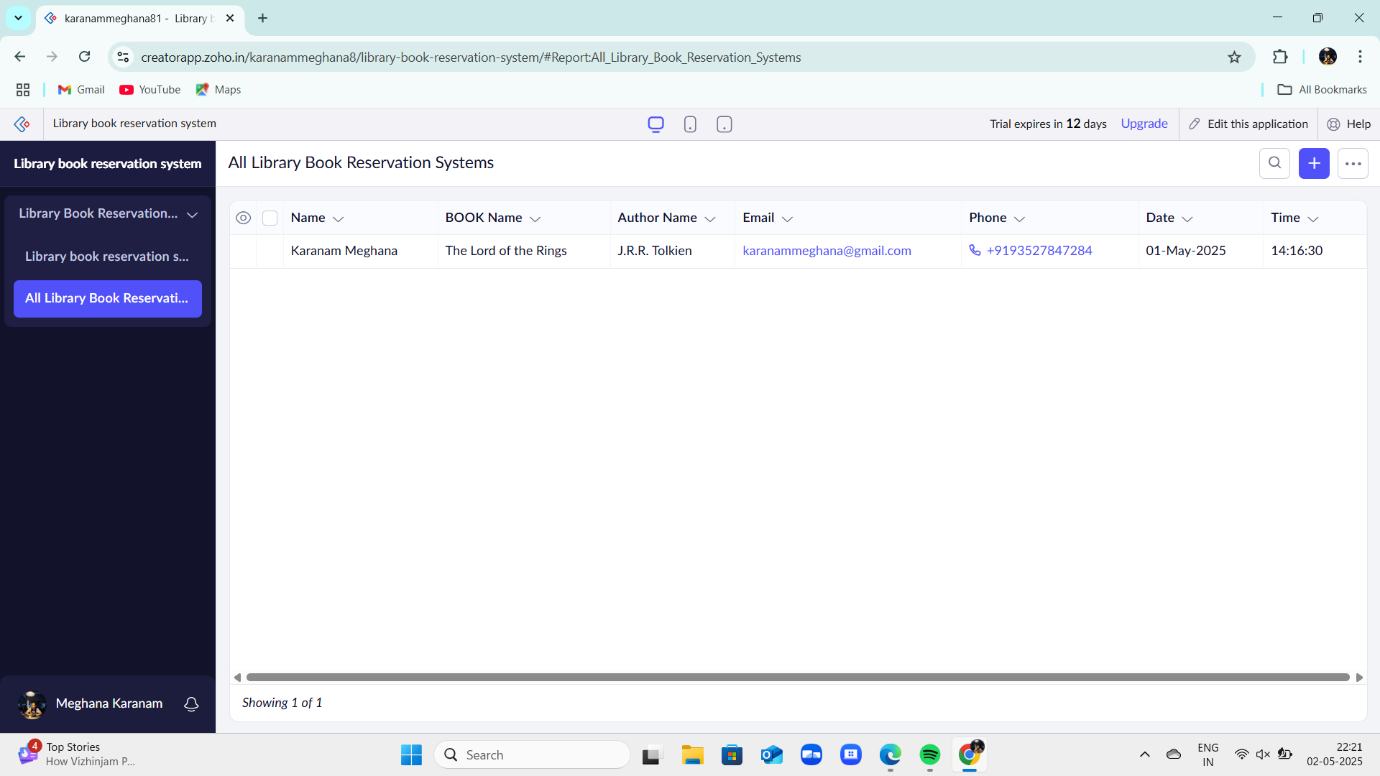 karanammeghana81 - Library b
creatorapp.zoho.in/karanammeghana8/library-book-reservation-system/#Report:All_Library_Book_Reservation_Systems
Gmail YouTube Maps All Bookmarks
Library book reservation system Trial expires in 12 days Upgrade Edit this application Help
Library book reservation system
All Library Book Reservation Systems
Library Book Reservation...
Library book reservation s...
All Library Book Reservati...
Name BOOK Name Author Name Email Phone Date Time
Karanam Meghana The Lord of the Rings J.R.R. Tolkien karanammeghana@gmail.com +9193527847284 01-May-2025 14:16:30
Showing 1 of 1
Meghana Karanam
4
Top Stories
How Vizhinjam P...
Search
ENG
IN
22:21
02-05-2025